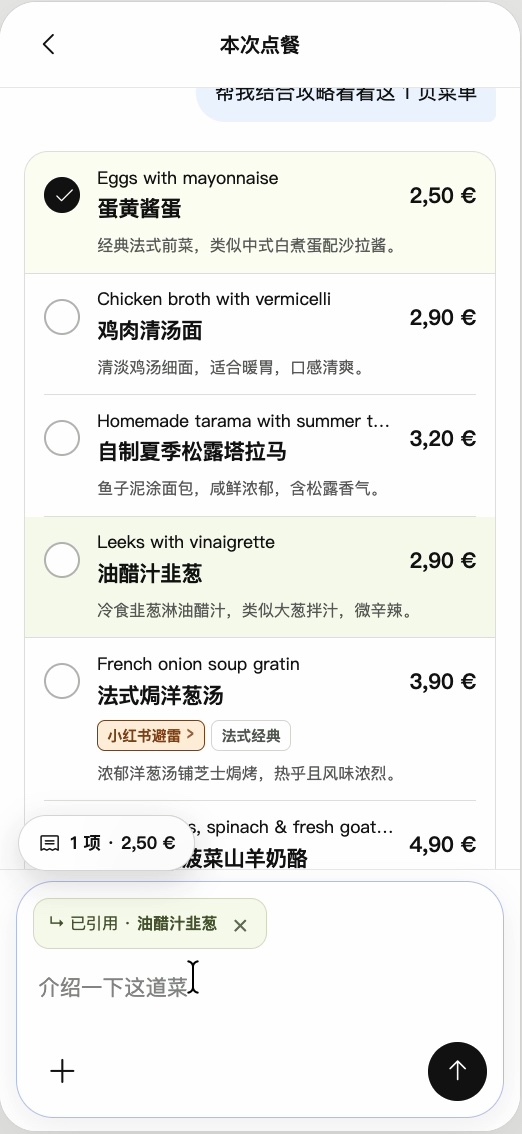 本次点餐
帮我结合攻略看看这 1 页菜单
Eggs with mayonnaise
蛋黄酱蛋
2,50 €
经典法式前菜，类似中式白煮蛋配沙拉酱。
Chicken broth with vermicelli
鸡肉清汤面
2,90 €
清淡鸡汤细面，适合暖胃，口感清爽。
Homemade tarama with summer t...
自制夏季松露塔拉马
3,20 €
鱼子泥涂面包，咸鲜浓郁，含松露香气。
Leeks with vinaigrette
油醋汁韭葱
2,90 €
冷食韭葱淋油醋汁，类似大葱拌汁，微辛辣。
French onion soup gratin
法式焗洋葱汤
3,90 €
小红书避雷 >
法式经典
浓郁洋葱汤铺芝士焗烤，热乎且风味浓烈。
s, spinach & fresh goat...
菠菜山羊奶酪
4,90 €
1 项 · 2,50 €
已引用 · 油醋汁韭葱 ×
介绍一下这道菜